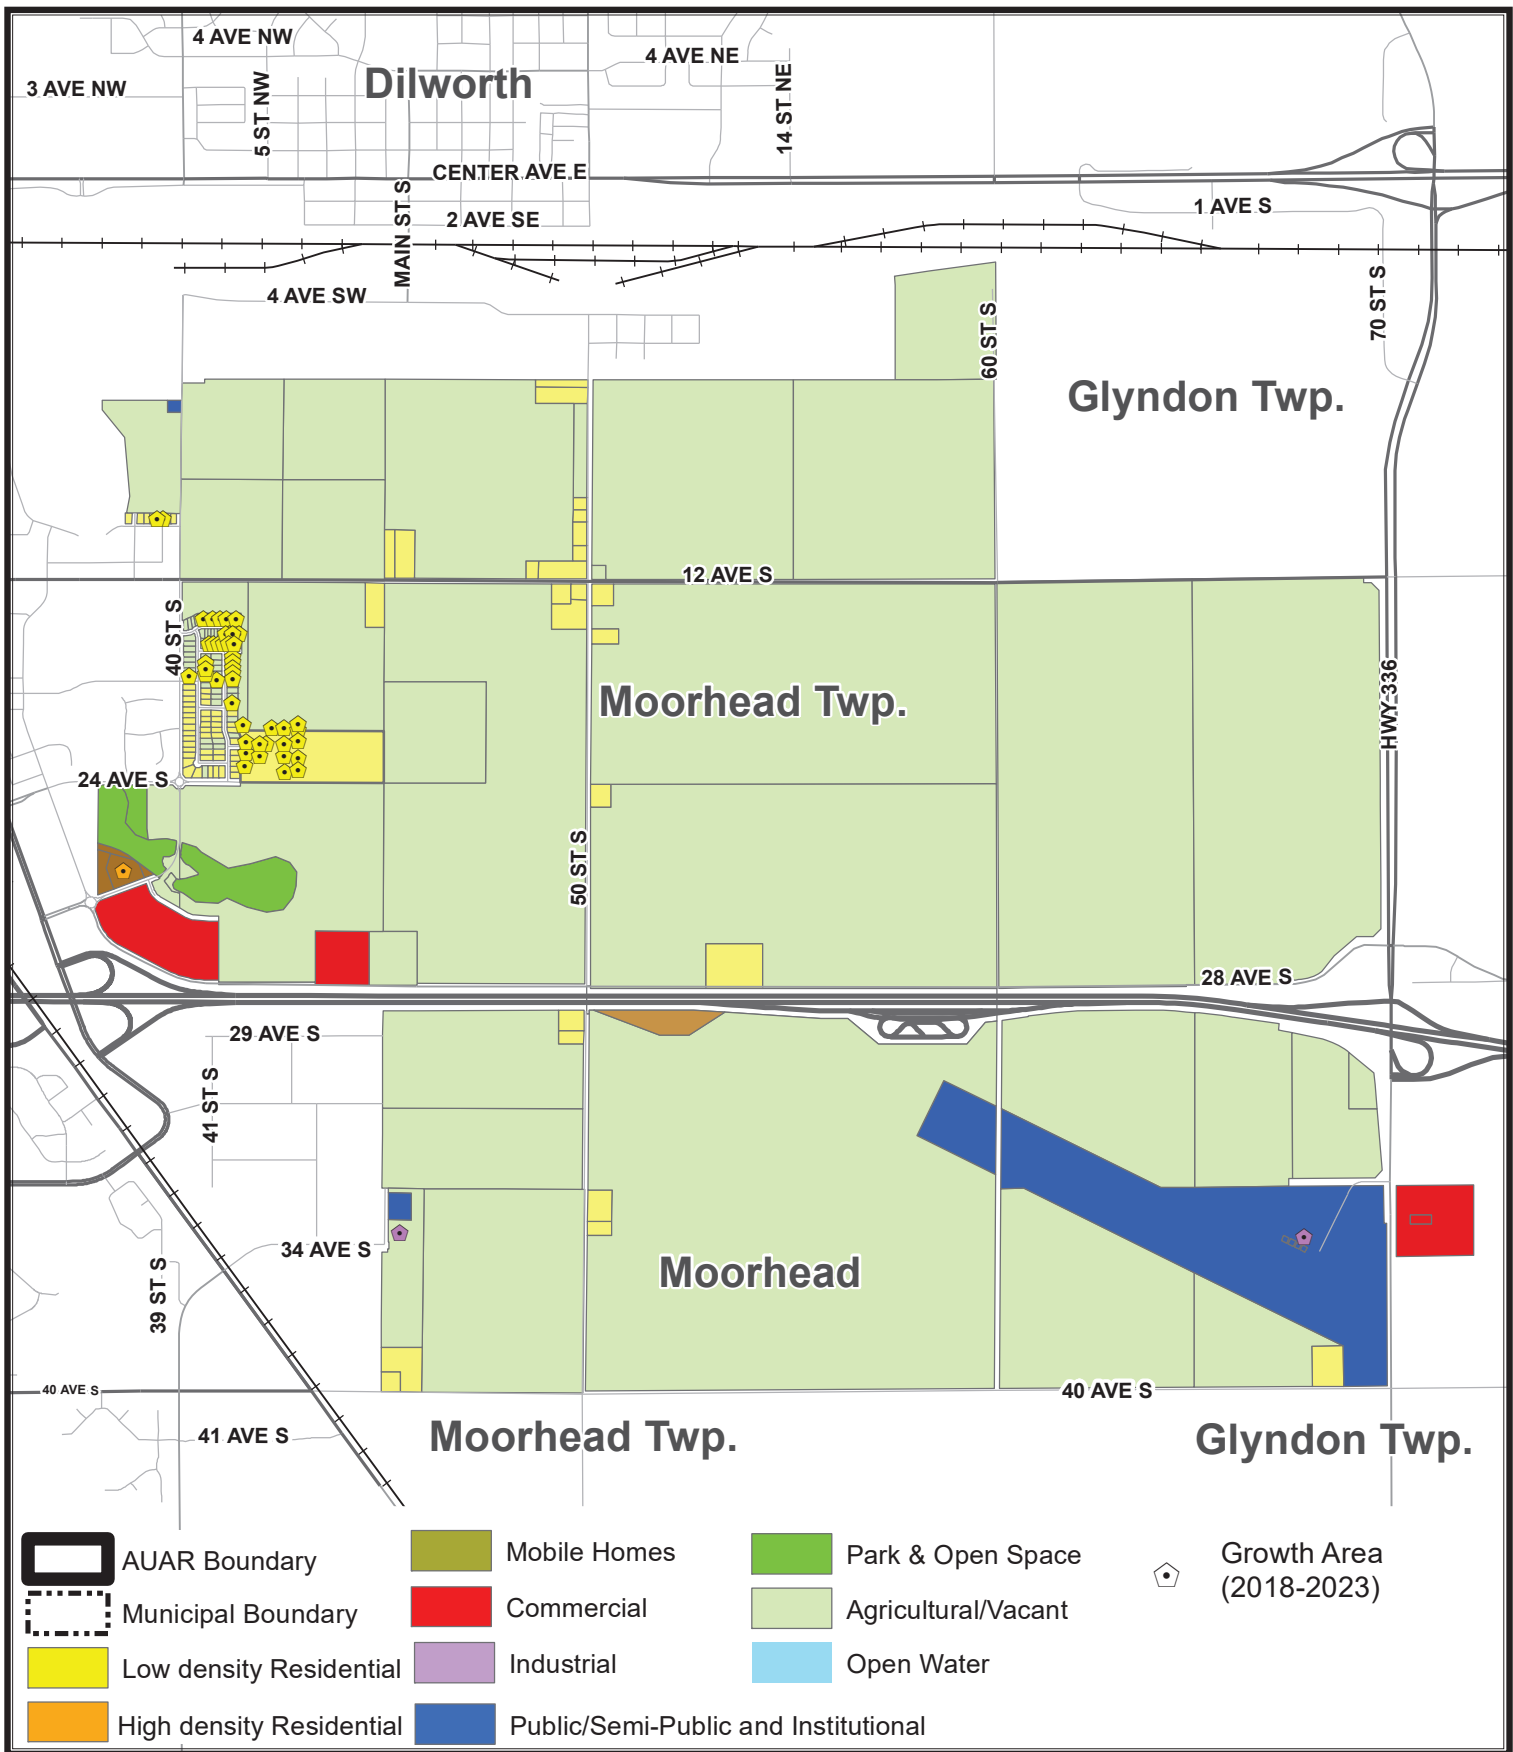 4 AVE NW
4 AVE NE
3 AVE NW
Dilworth
5 ST NW
14 ST NE
CENTER AVE E
MAIN ST S
2 AVE SE
1 AVE S
4 AVE SW
60 ST S
70 ST S
Glyndon Twp.
12 AVE S
40 ST S
Moorhead Twp.
HWY 336
24 AVE S
50 ST S
28 AVE S
29 AVE S
41 ST S
34 AVE S
Moorhead
39 ST S
40 AVE S
40 AVE S
41 AVE S
Moorhead Twp.
Glyndon Twp.
AUAR Boundary
Municipal Boundary
Low density Residential
High density Residential
Mobile Homes
Commercial
Industrial
Public/Semi-Public and Institutional
Park & Open Space
Agricultural/Vacant
Open Water
Growth Area
(2018-2023)